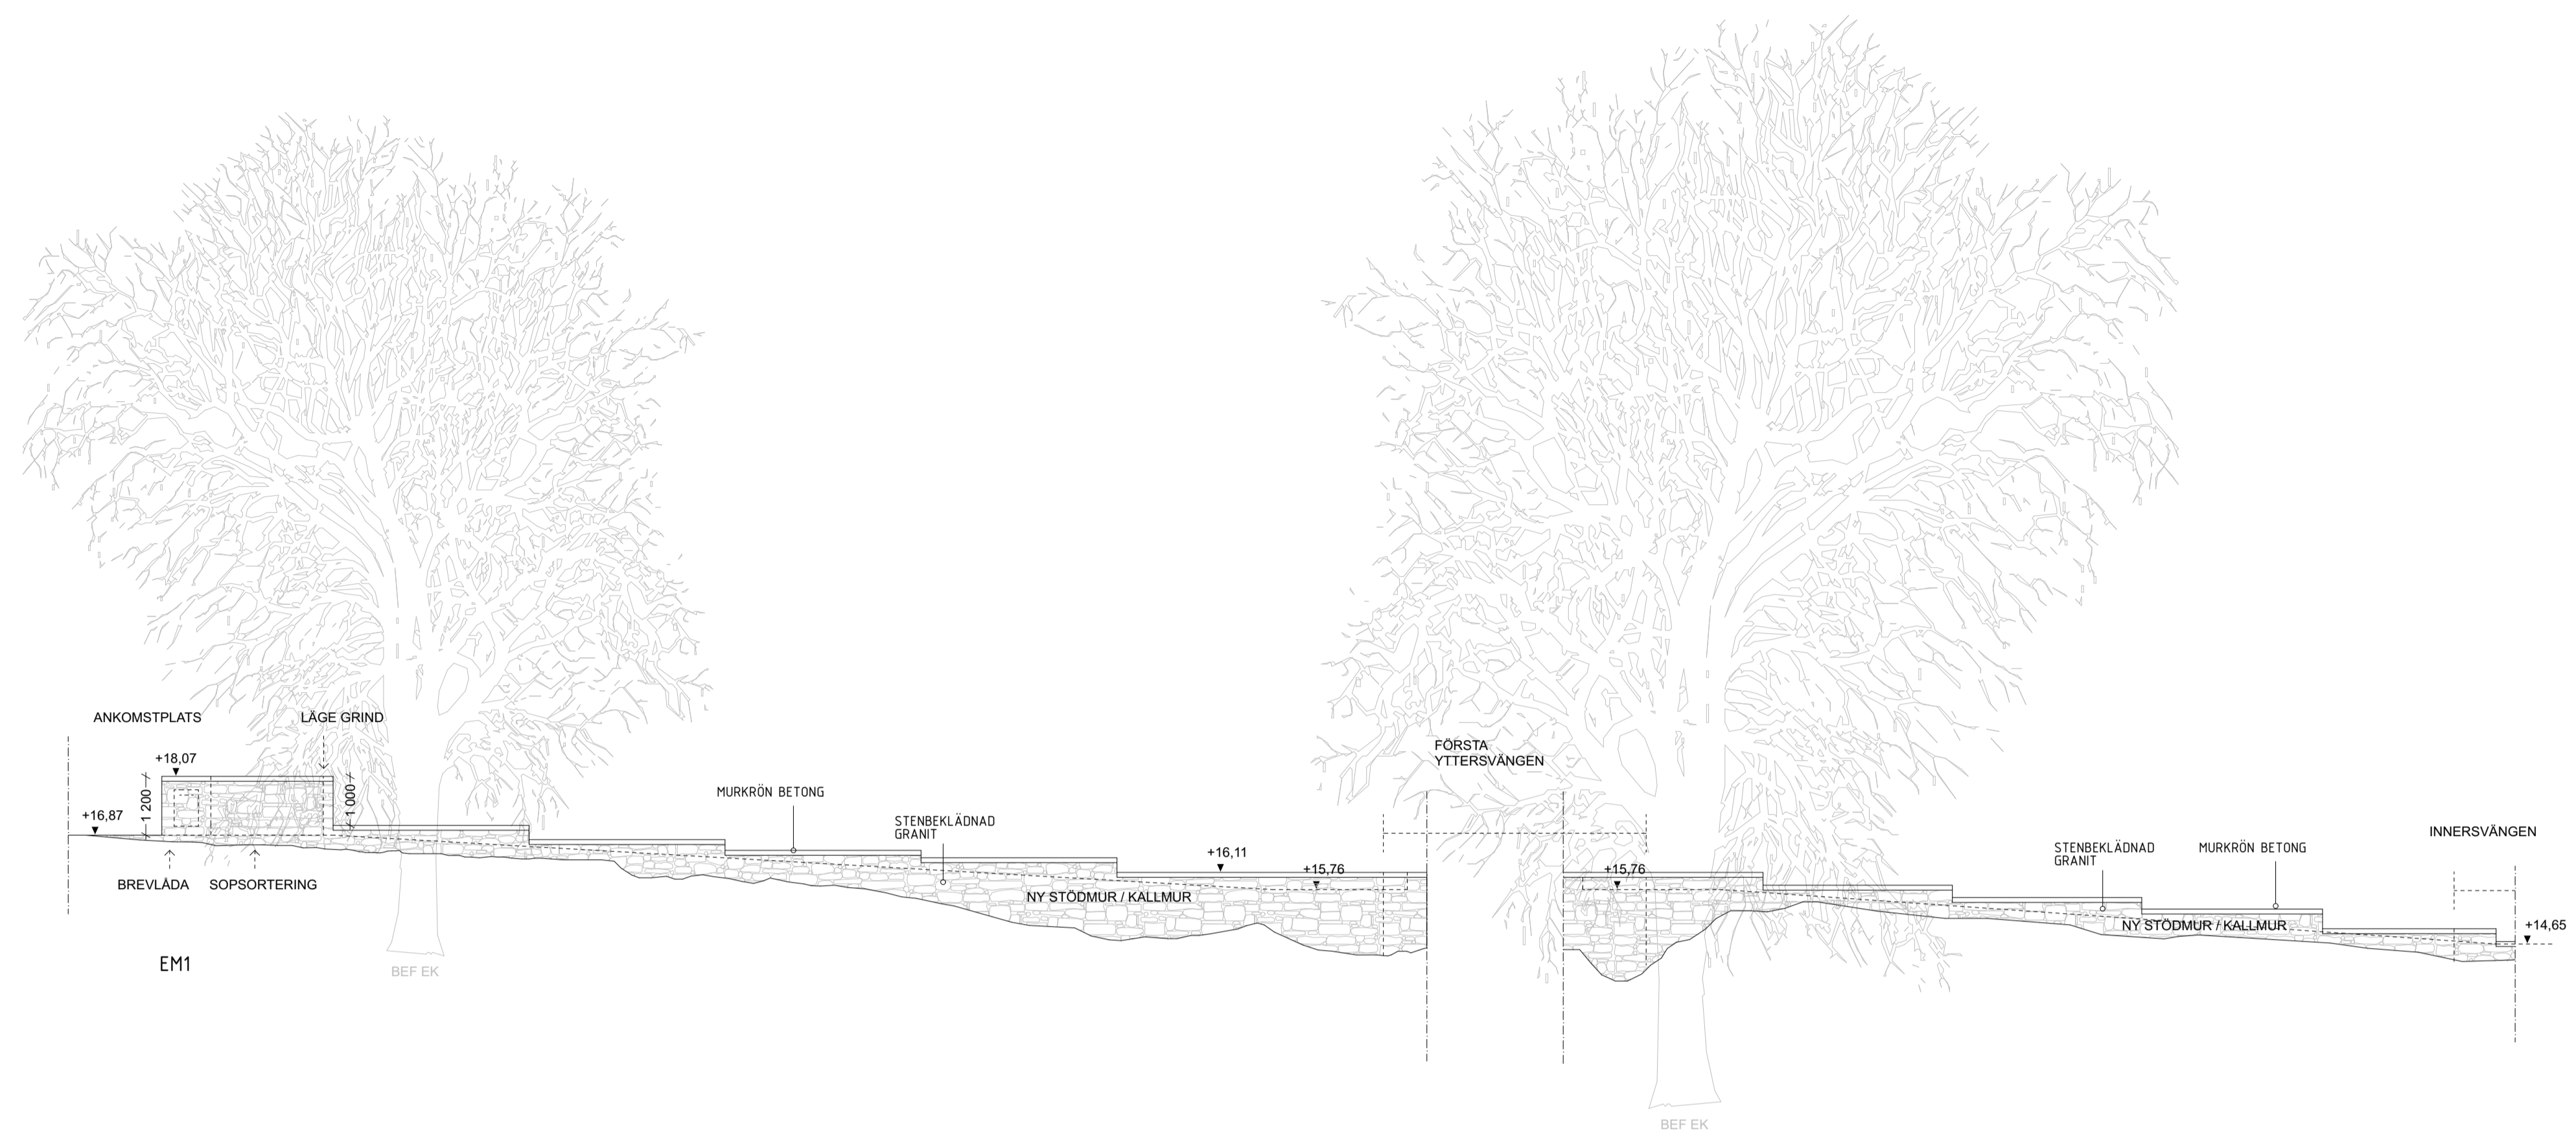 ANKOMSTPLATS
LÄGE GRIND
+18,07
+16,87
1 200
1 000
BREVLÅDA
SOPSORTERING
EM1
BEF EK
MURKRÖN BETONG
STENBEKLÄDNAD
GRANIT
+16,11
+15,76
NY STÖDMUR / KALLMUR
FÖRSTA
YTTERSVÄNGEN
+15,76
BEF EK
STENBEKLÄDNAD
GRANIT
MURKRÖN BETONG
NY STÖDMUR / KALLMUR
INNERSVÄNGEN
+14,65